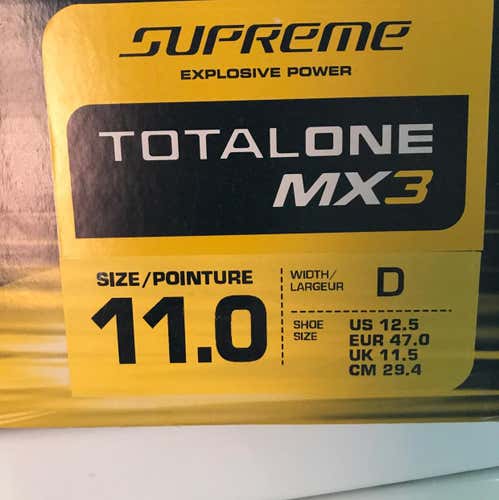 SUPREME
EXPLOSIVE POWER
TOTALONE
MX3
SIZE/POINTURE
11.0
WIDTH/
LARGEUR
D
SHOE
SIZE
US 12.5
EUR 47.0
UK 11.5
CM 29.4